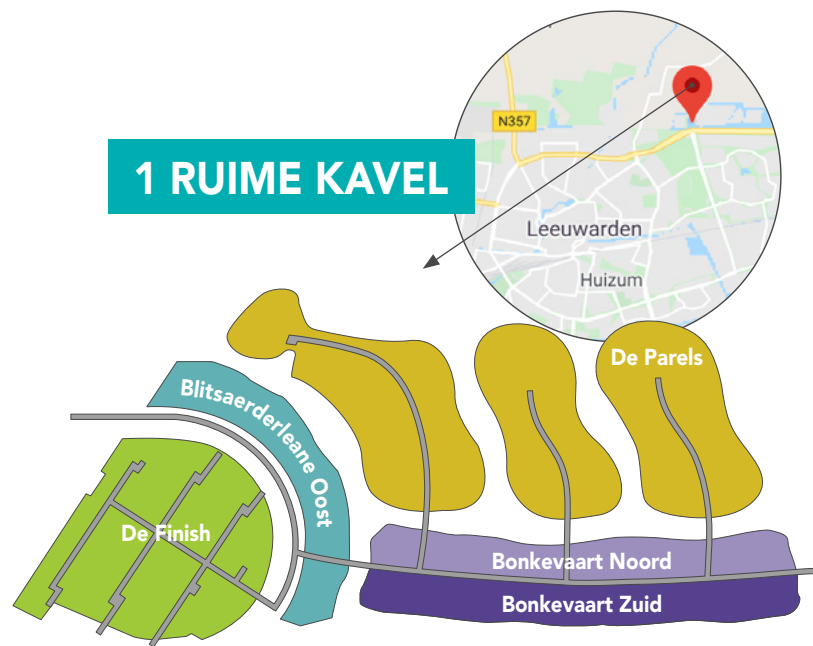 N357
1 RUIME KAVEL
Leeuwarden
Huizum
De Parels
Blitsaerderleane Oost
De Finish
Bonkevaart Noord
Bonkevaart Zuid